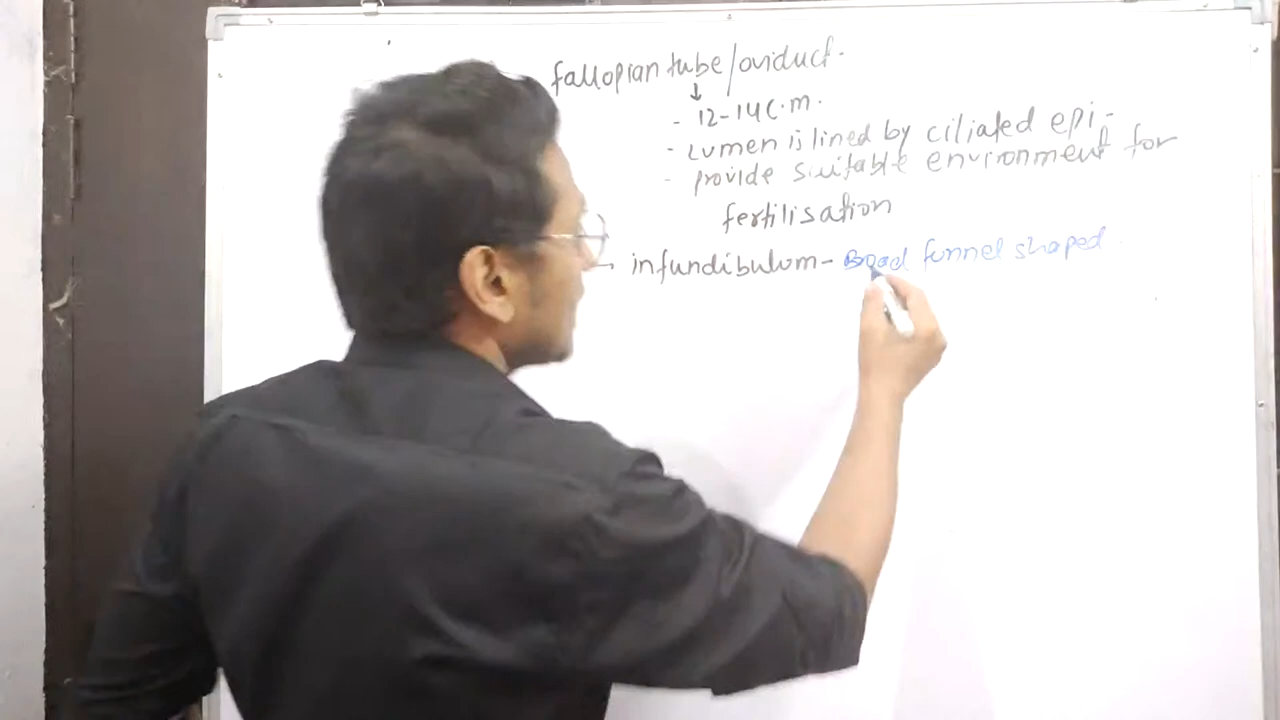 fallopian tube/oviduct.
↓
- 12-14 C.m.
- Lumen is lined by ciliated epi-
- provide suitable environment for
fertilisation
→ infundibulum - Broad funnel shaped